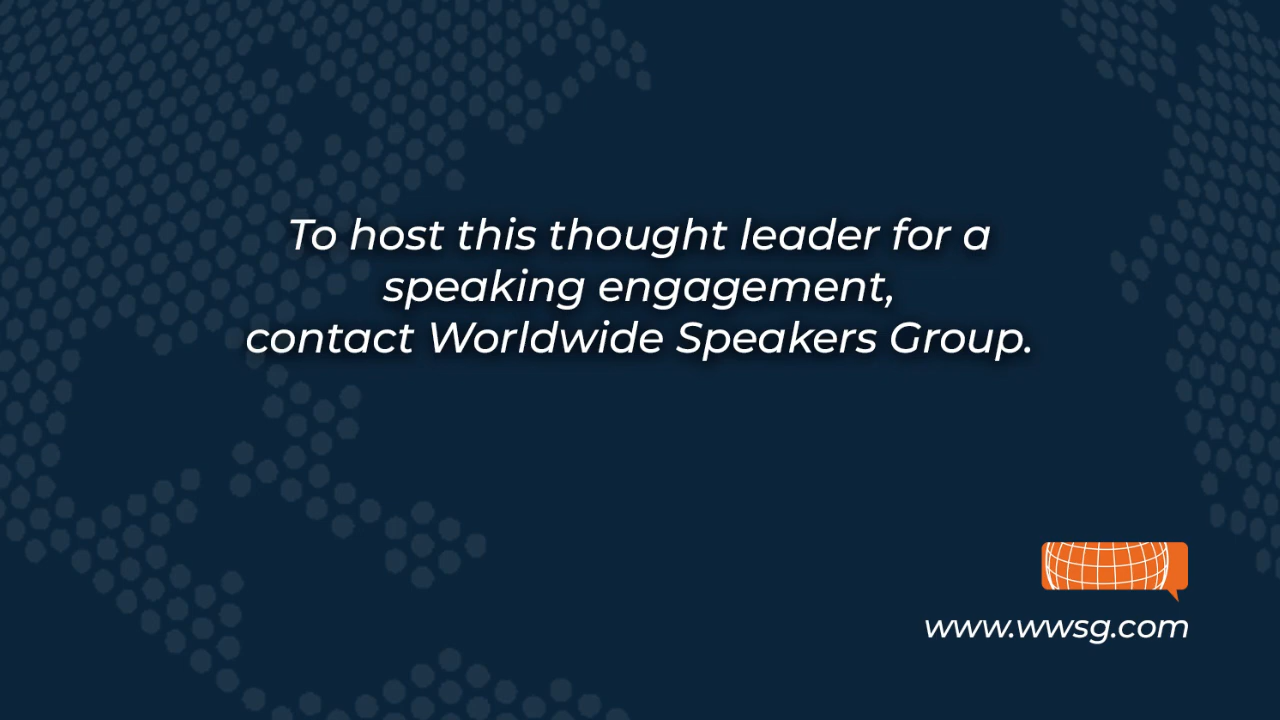 To host this thought leader for a
speaking engagement,
contact Worldwide Speakers Group.
www.wwsg.com